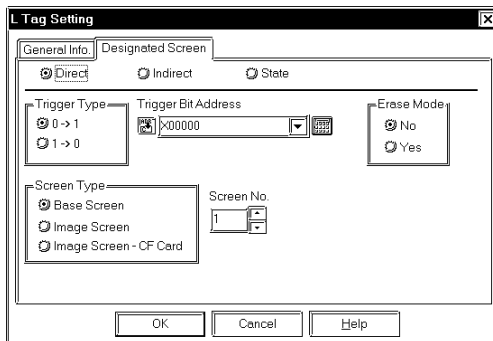 L Tag Setting
General Info. Designated Screen
Direct Indirect State
Trigger Type Trigger Bit Address Erase Mode
0 -> 1 X00000 No
1 -> 0 Yes
Screen Type
Base Screen Screen No.
Image Screen 1
Image Screen - CF Card
OK Cancel Help